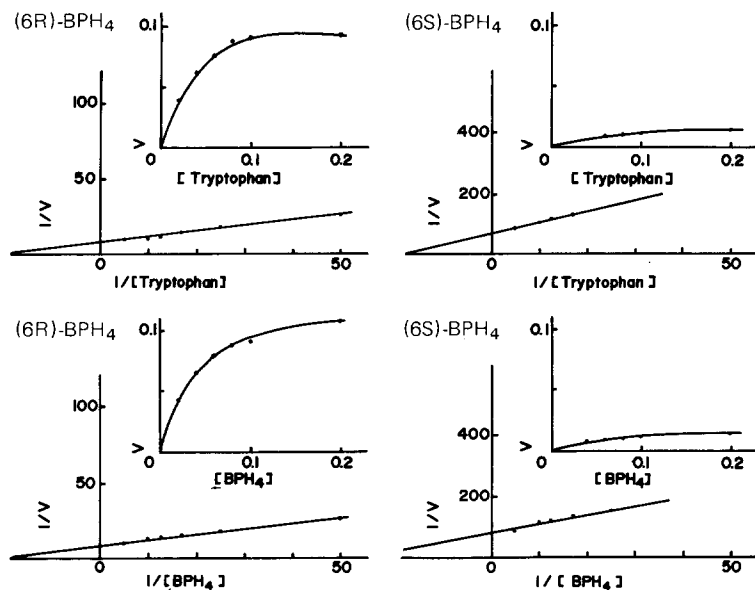 (6R)-BPH4
0.1
V
0
0.1
0.2
[Tryptophan]
100
50
1/V
0
50
1/[Tryptophan]
(6S)-BPH4
0.1
V
0
0.1
0.2
[Tryptophan]
400
200
1/V
0
50
1/[Tryptophan]
(6R)-BPH4
0.1
V
0
0.1
0.2
[BPH4]
100
50
1/V
0
50
1/[BPH4]
(6S)-BPH4
0.1
V
0
0.1
0.2
[BPH4]
400
200
1/V
0
50
1/[BPH4]